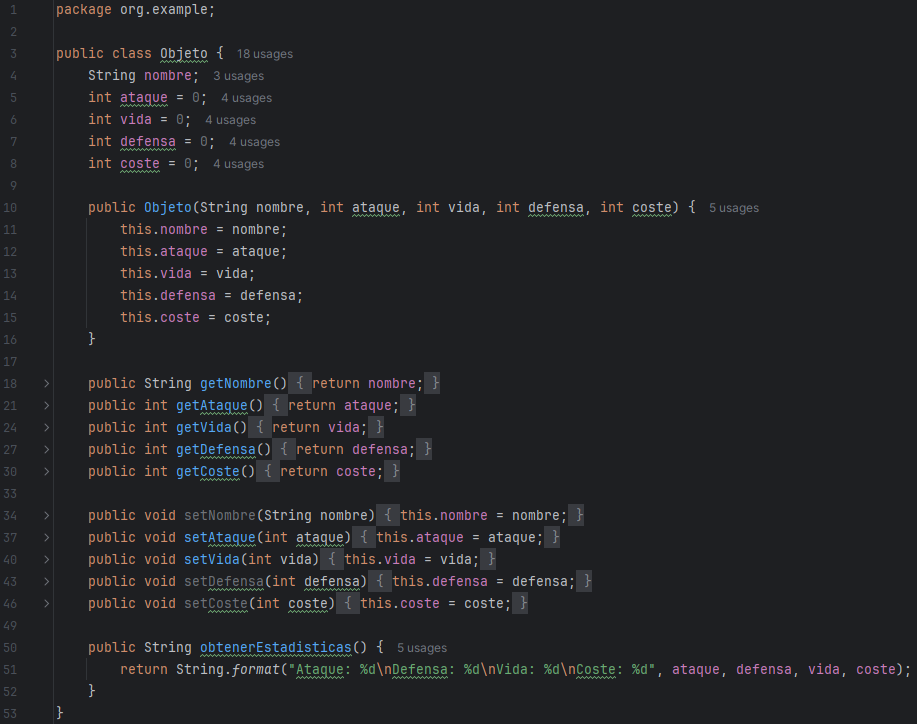 1 package org.example;
2
3 public class Objeto { 18 usages
4 String nombre; 3 usages
5 int ataque = 0; 4 usages
6 int vida = 0; 4 usages
7 int defensa = 0; 4 usages
8 int coste = 0; 4 usages
9
10 public Objeto(String nombre, int ataque, int vida, int defensa, int coste) { 5 usages
11 this.nombre = nombre;
12 this.ataque = ataque;
13 this.vida = vida;
14 this.defensa = defensa;
15 this.coste = coste;
16 }
17
18 > public String getNombre() { return nombre; }
21 > public int getAtaque() { return ataque; }
24 > public int getVida() { return vida; }
27 > public int getDefensa() { return defensa; }
30 > public int getCoste() { return coste; }
33
34 > public void setNombre(String nombre) { this.nombre = nombre; }
37 > public void setAtaque(int ataque) { this.ataque = ataque; }
40 > public void setVida(int vida) { this.vida = vida; }
43 > public void setDefensa(int defensa) { this.defensa = defensa; }
46 > public void setCoste(int coste) { this.coste = coste; }
49
50 public String obtenerEstadisticas() { 5 usages
51 return String.format("Ataque: %d\nDefensa: %d\nVida: %d\nCoste: %d", ataque, defensa, vida, coste);
52 }
53 }